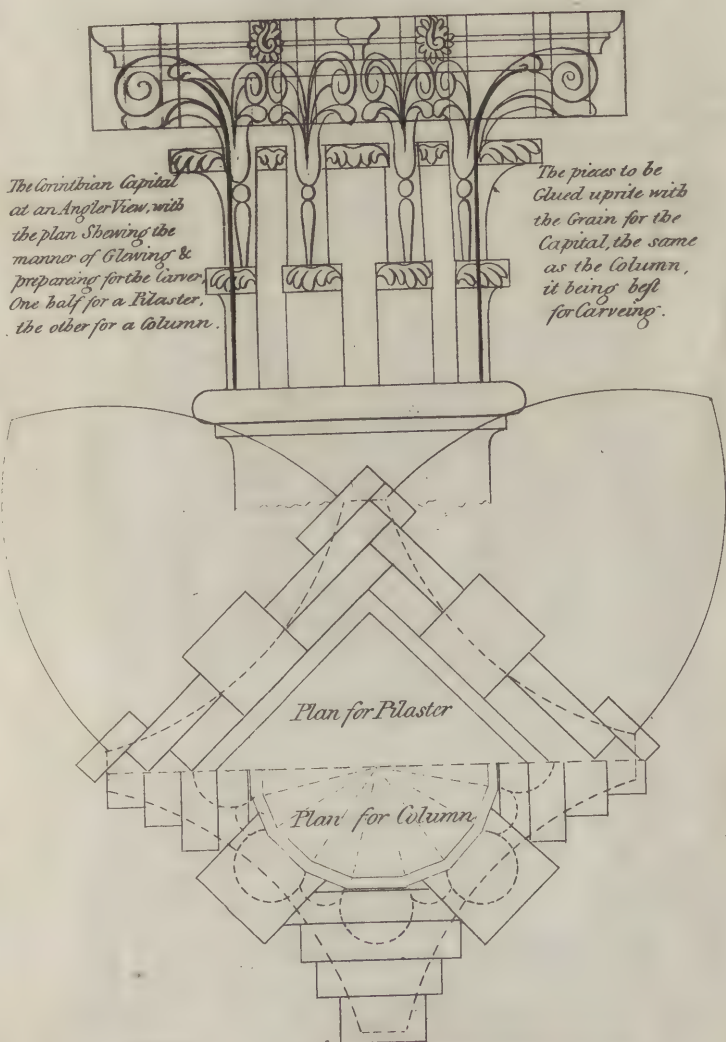 The Corinthian Capital
at an Angler View, with
the plan Shewing the
manner of Glewing &
prepareing for the Carver,
One half for a Pilaster,
the other for a Column.
The pieces to be
Glued uprite with
the Grain for the
Capital, the same
as the Column,
it being best
for Carveing.
Plan for Pilaster
Plan for Column